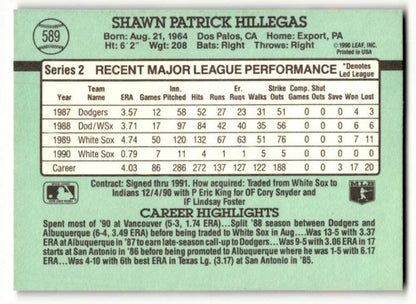 589
SHAWN PATRICK HILLEGAS
Born: Aug. 21, 1964 Dos Palos, CA Home: Export, PA
Ht: 6'2" Wgt: 208 Bats: Right Throws: Right
© 1990 LEAF, INC.
Printed in USA
Series 2 RECENT MAJOR LEAGUE PERFORMANCE *Denotes Led League
Year Team Name ERA Games Innings Pitched Hits Runs Er. Runs Walks Strike Outs Comp. Games Shut Outs Save Won Lost
1987 Dodgers 3.57 12 58 52 27 23 31 51 0 0 0 4 3
1988 Dod/WSx 3.71 17 97 84 42 40 35 56 0 0 0 6 6
1989 White Sox 4.74 50 120 132 67 63 51 76 0 0 3 7 11
1990 White Sox 0.79 7 11 4 1 1 5 5 0 0 0 0 0
Career 4.03 86 286 272 137 127 122 188 0 0 3 17 20
Contract: Signed thru 1991. How acquired: Traded from White Sox to
Indians 12/4/90 with P Eric King for OF Cory Snyder and
IF Lindsay Foster
CAREER HIGHLIGHTS
Spent most of '90 at Vancouver (5-3, 1.74 ERA)...Split '88 season between Dodgers and
Albuquerque (6-4, 3.49 ERA) before being traded to White Sox in Aug....Was 13-5 with 3.37
ERA at Albuquerque in '87 to earn late-season call-up to Dodgers...Was 9-5 with 3.06 ERA in 17
starts at San Antonio in '86 before being promoted to Albuquerque where he was 1-5 with 6.16
ERA...Was 4-10 with 6th best ERA in Texas Lg. (3.17) at San Antonio in '85.